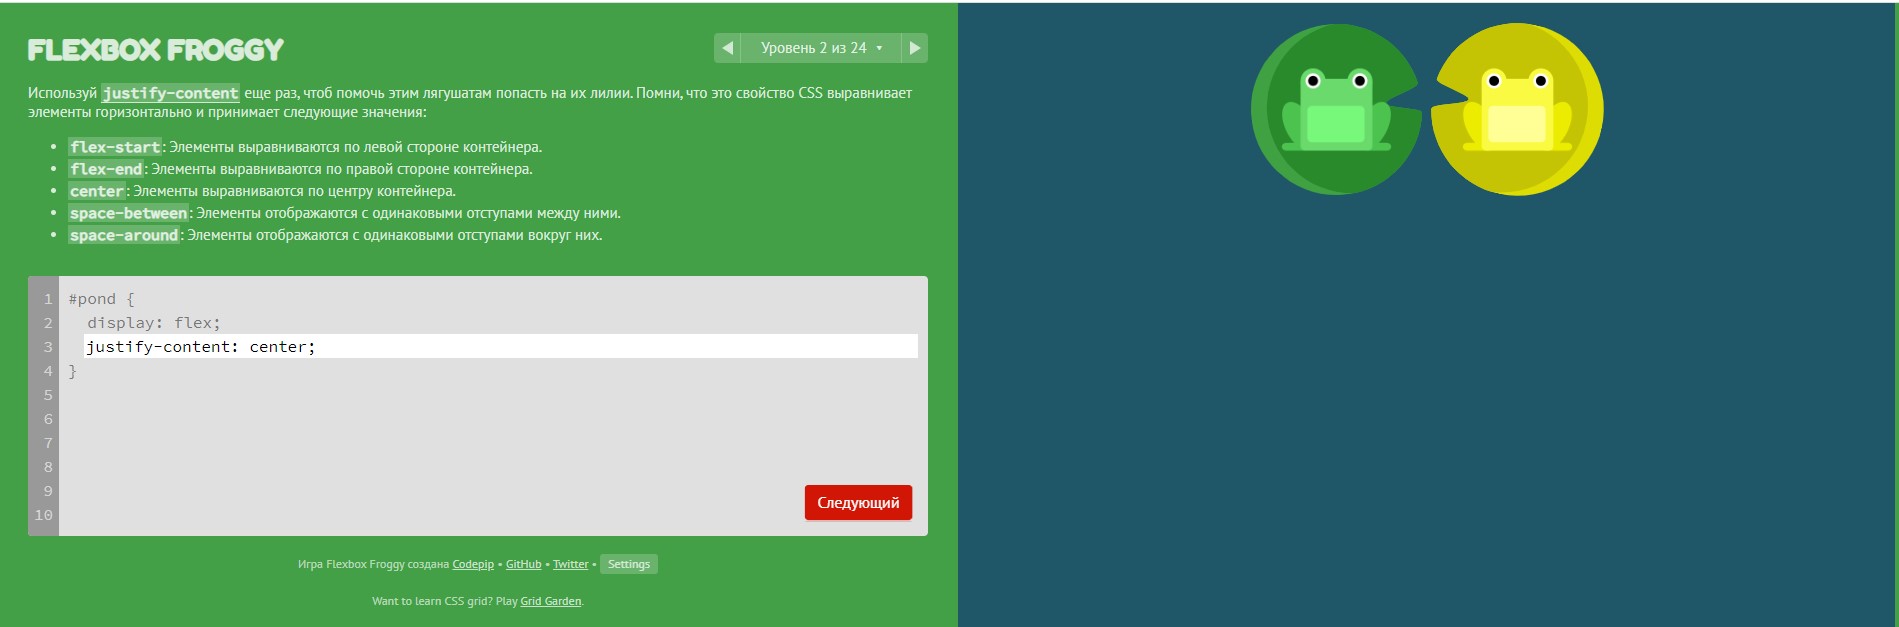 FLEXBOX FROGGY
Уровень 2 из 24
Используй justify-content еще раз, чтоб помочь этим лягушатам попасть на их лилии. Помни, что это свойство CSS выравнивает
элементы горизонтально и принимает следующие значения:
• flex-start: Элементы выравниваются по левой стороне контейнера.
• flex-end: Элементы выравниваются по правой стороне контейнера.
• center: Элементы выравниваются по центру контейнера.
• space-between: Элементы отображаются с одинаковыми отступами между ними.
• space-around: Элементы отображаются с одинаковыми отступами вокруг них.
1 #pond {
2 display: flex;
3 justify-content: center;
4 }
5
6
7
8
9
10
Следующий
Игра Flexbox Froggy создана Codepip • GitHub • Twitter • Settings
Want to learn CSS grid? Play Grid Garden.